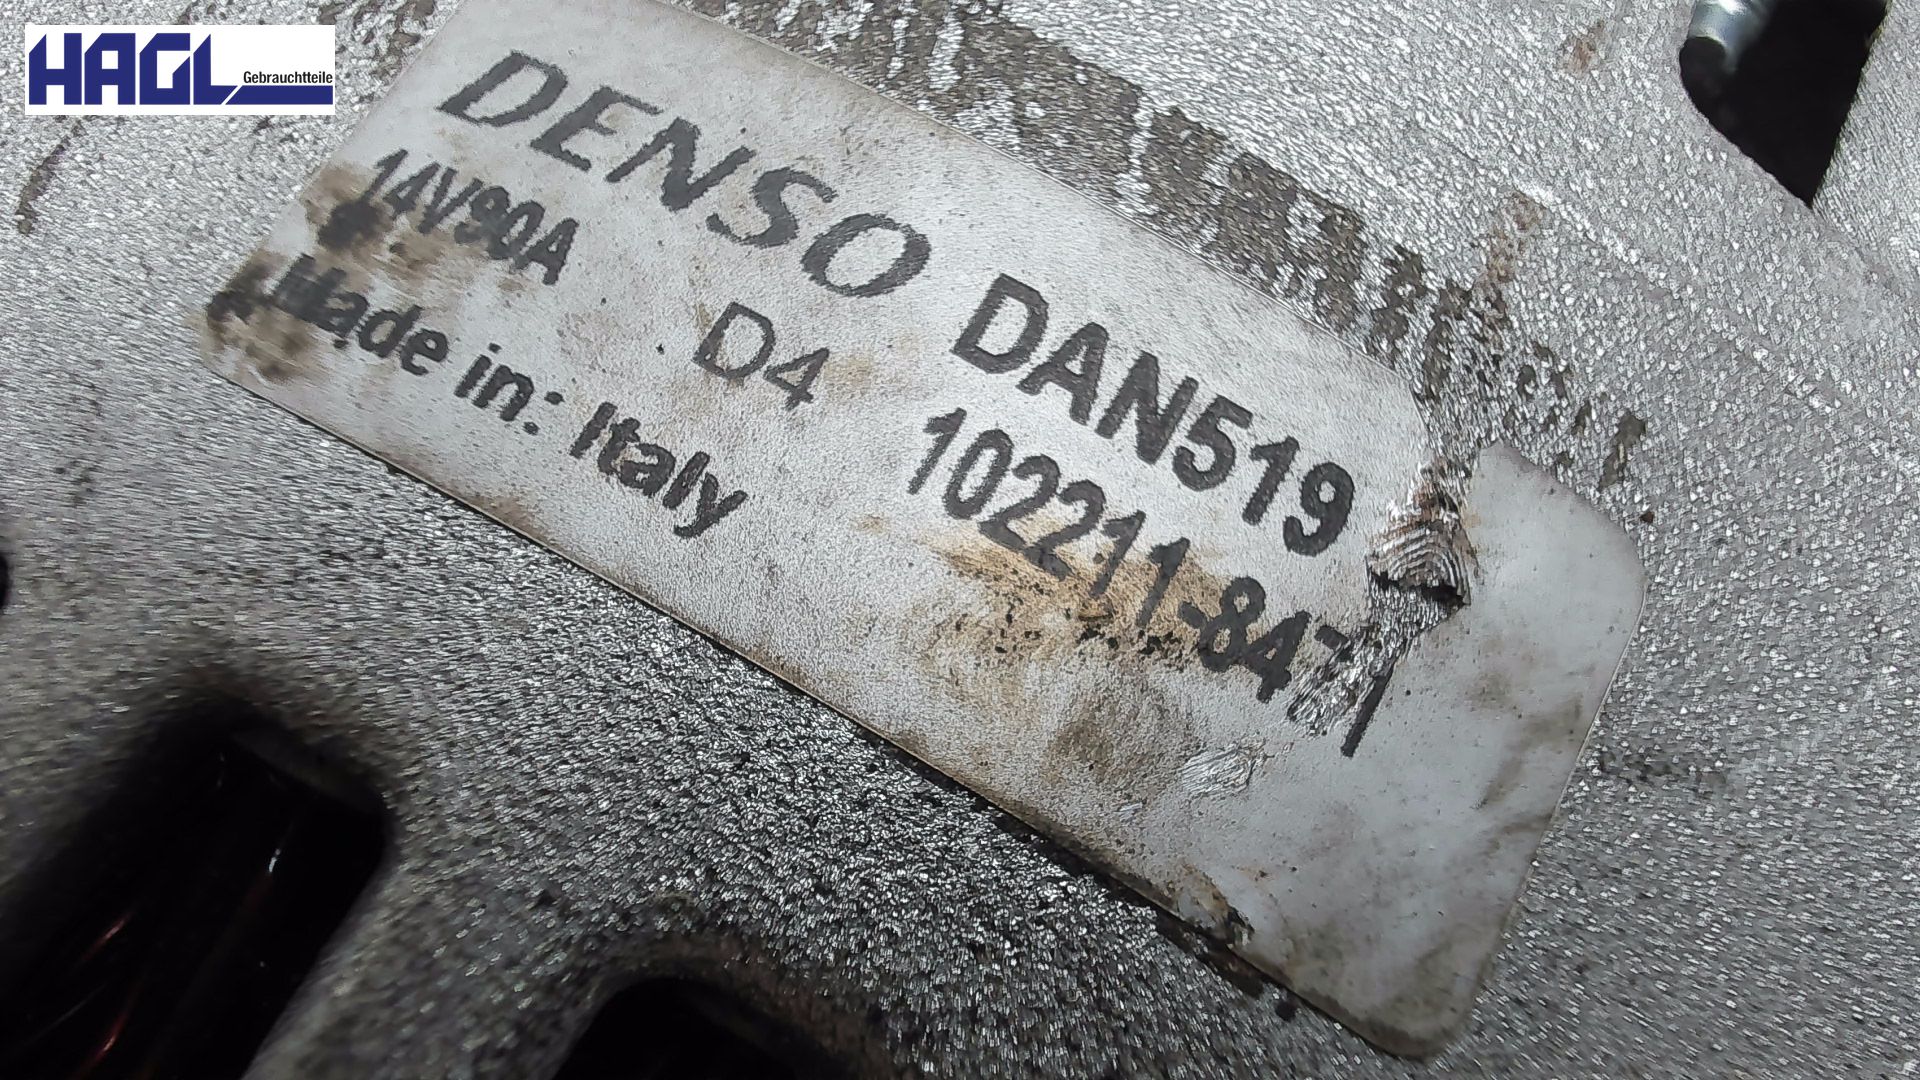 HAGL Gebrauchtteile
DENSO DAN519
14V90A D4 102211-8471
Made in: Italy